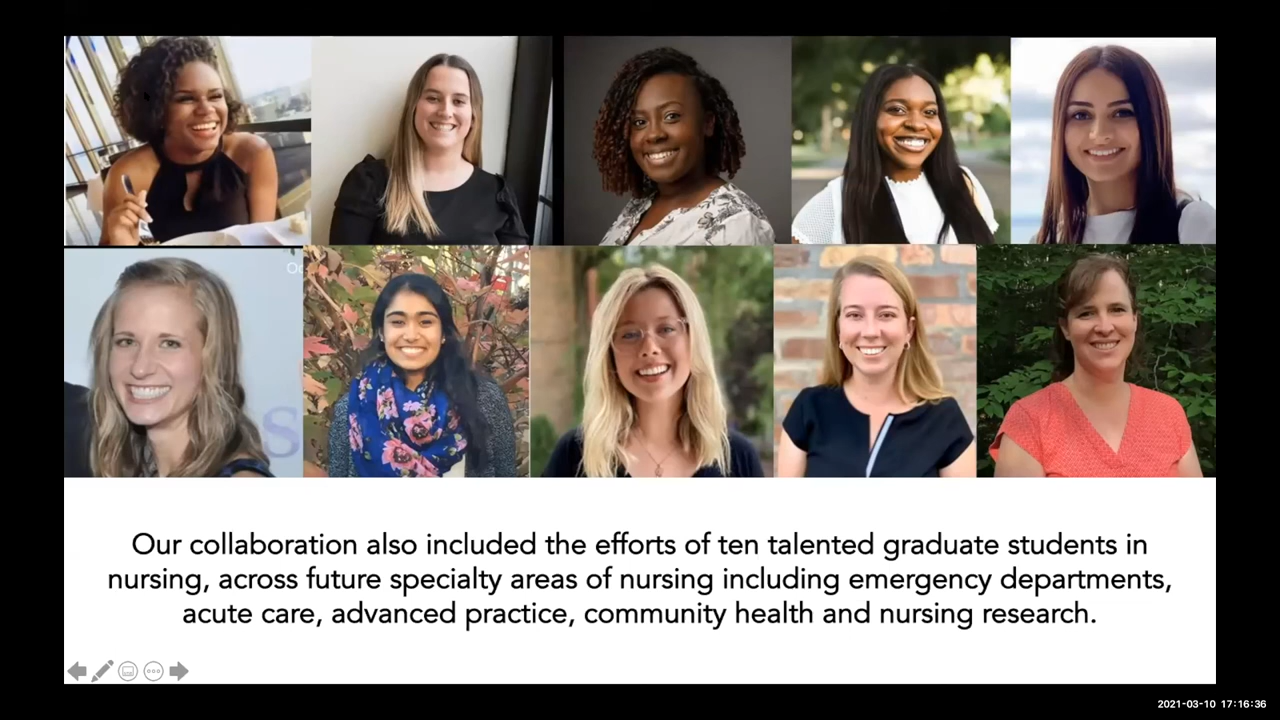 Our collaboration also included the efforts of ten talented graduate students in
nursing, across future specialty areas of nursing including emergency departments,
acute care, advanced practice, community health and nursing research.
2021-03-10 17:16:36